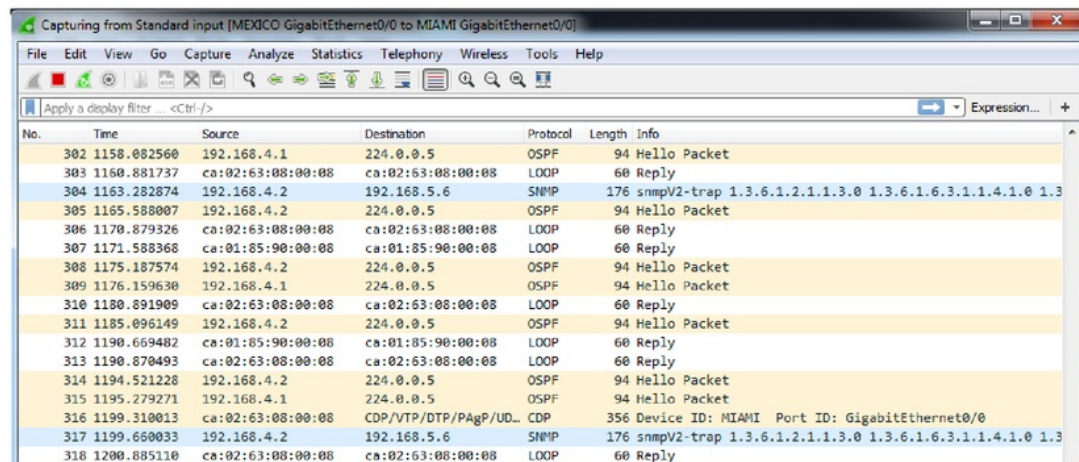 Capturing from Standard input [MEXICO GigabitEthernet0/0 to MIAMI GigabitEthernet0/0]
File Edit View Go Capture Analyze Statistics Telephony Wireless Tools Help
Apply a display filter ... <Ctrl-/> Expression... +
No. Time Source Destination Protocol Length Info
302 1158.082560 192.168.4.1 224.0.0.5 OSPF 94 Hello Packet
303 1160.881737 ca:02:63:08:00:08 ca:02:63:08:00:08 LOOP 60 Reply
304 1163.282874 192.168.4.2 192.168.5.6 SNMP 176 snmpV2-trap 1.3.6.1.2.1.1.3.0 1.3.6.1.6.3.1.1.4.1.0 1.3
305 1165.588007 192.168.4.2 224.0.0.5 OSPF 94 Hello Packet
306 1170.879326 ca:02:63:08:00:08 ca:02:63:08:00:08 LOOP 60 Reply
307 1171.588368 ca:01:85:90:00:08 ca:01:85:90:00:08 LOOP 60 Reply
308 1175.187574 192.168.4.2 224.0.0.5 OSPF 94 Hello Packet
309 1176.159630 192.168.4.1 224.0.0.5 OSPF 94 Hello Packet
310 1180.891909 ca:02:63:08:00:08 ca:02:63:08:00:08 LOOP 60 Reply
311 1185.096149 192.168.4.2 224.0.0.5 OSPF 94 Hello Packet
312 1190.669482 ca:01:85:90:00:08 ca:01:85:90:00:08 LOOP 60 Reply
313 1190.870493 ca:02:63:08:00:08 ca:02:63:08:00:08 LOOP 60 Reply
314 1194.521228 192.168.4.2 224.0.0.5 OSPF 94 Hello Packet
315 1195.279271 192.168.4.1 224.0.0.5 OSPF 94 Hello Packet
316 1199.310013 ca:02:63:08:00:08 CDP/VTP/DTP/PAgP/UD... CDP 356 Device ID: MIAMI Port ID: GigabitEthernet0/0
317 1199.660033 192.168.4.2 192.168.5.6 SNMP 176 snmpV2-trap 1.3.6.1.2.1.1.3.0 1.3.6.1.6.3.1.1.4.1.0 1.3
318 1200.885110 ca:02:63:08:00:08 ca:02:63:08:00:08 LOOP 60 Reply